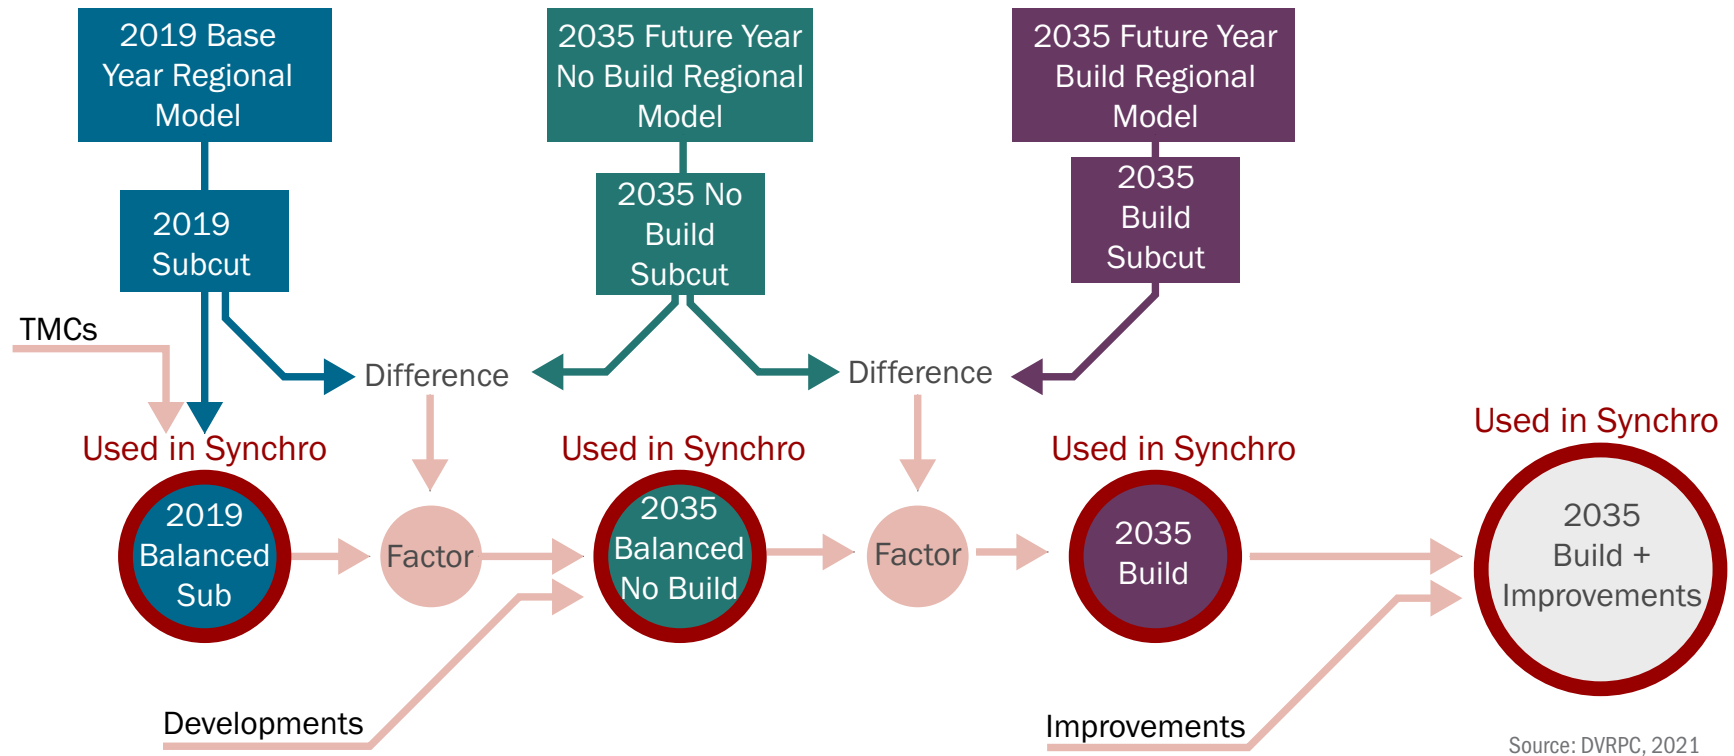 2019 Base
Year Regional
Model
2035 Future Year
No Build Regional
Model
2035 Future Year
Build Regional
Model
2019
Subcut
2035 No
Build
Subcut
2035
Build
Subcut
TMCs
Difference
Difference
Used in Synchro
Used in Synchro
Used in Synchro
Used in Synchro
2019
Balanced
Sub
Factor
2035
Balanced
No Build
Factor
2035
Build
2035
Build +
Improvements
Developments
Improvements
Source: DVRPC, 2021